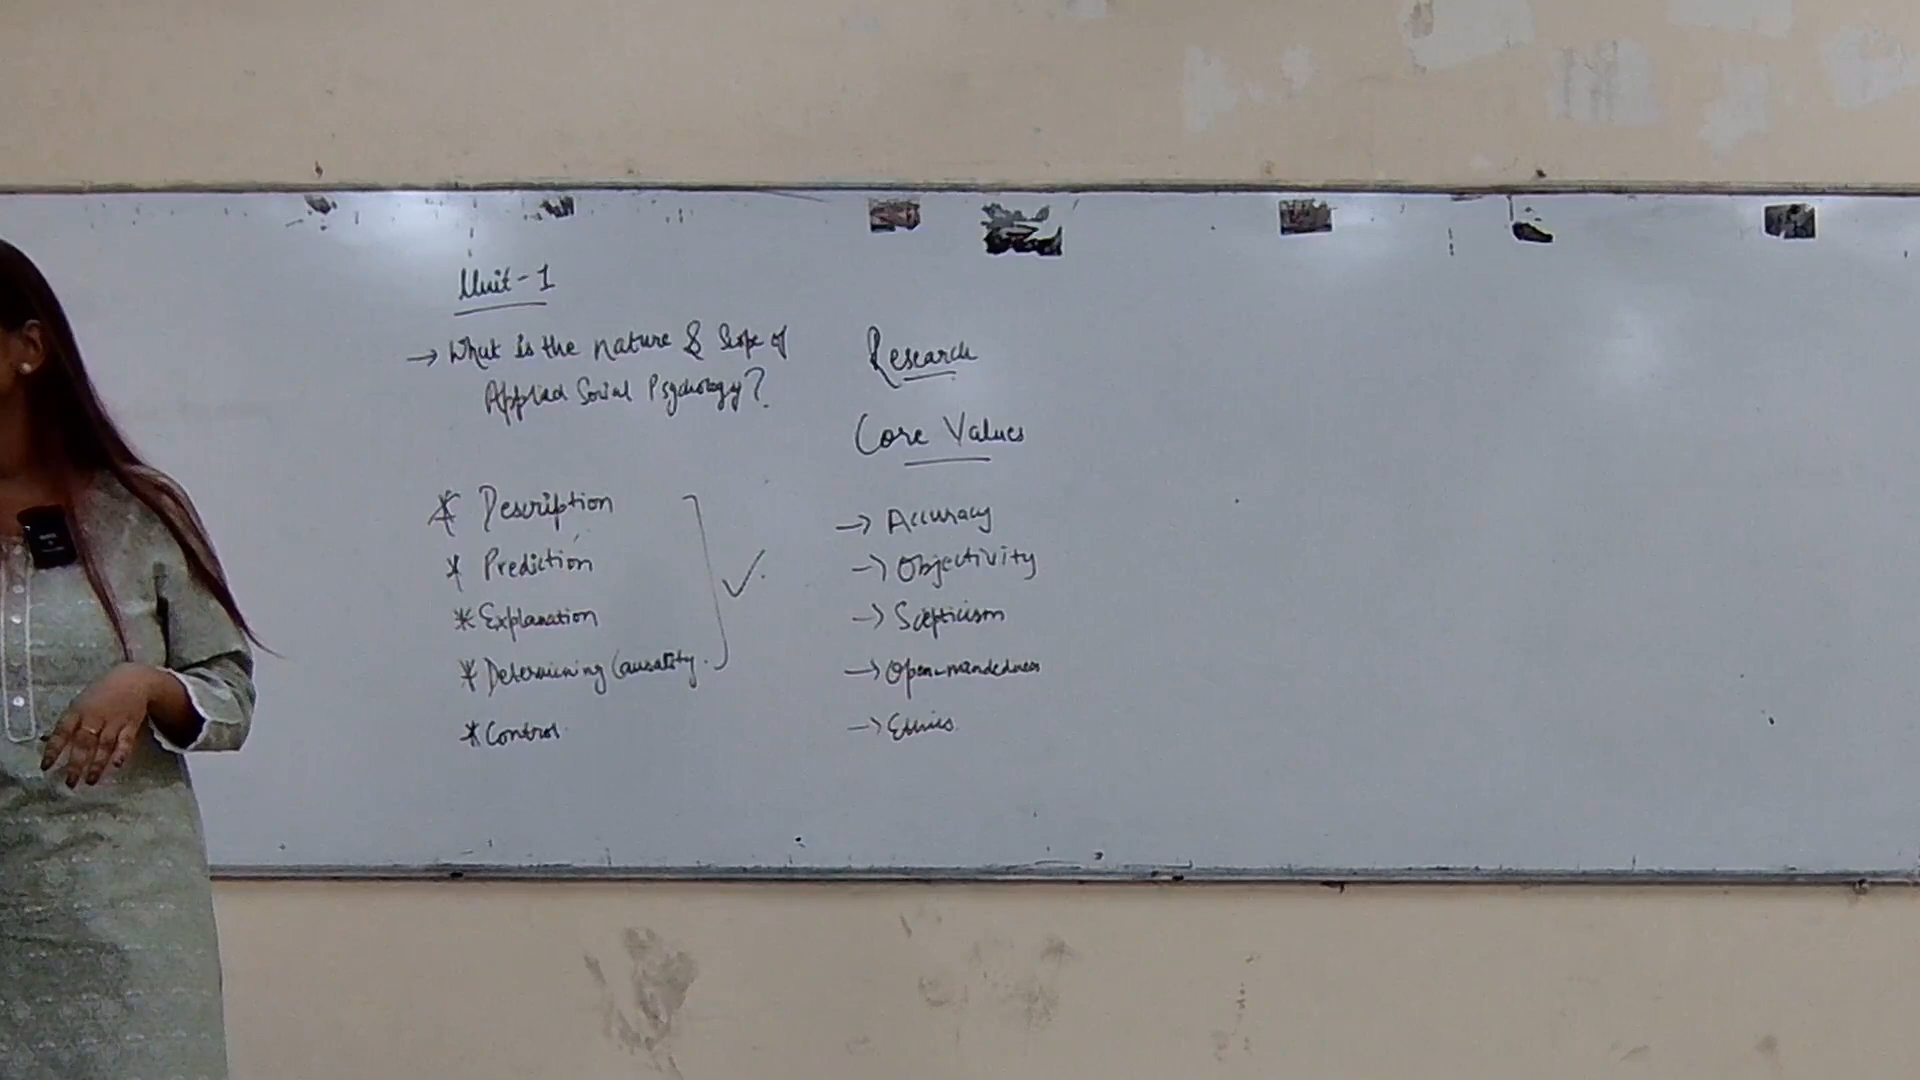 Unit-1
→ What is the nature & Scope of
Applied Social Psychology?
* Description
* Prediction
* Explanation
* Determining Causality.
* Control
Research
Core Values
→ Accuracy
→ Objectivity
→ Scepticism
→ Open-mindedness
→ Ethics